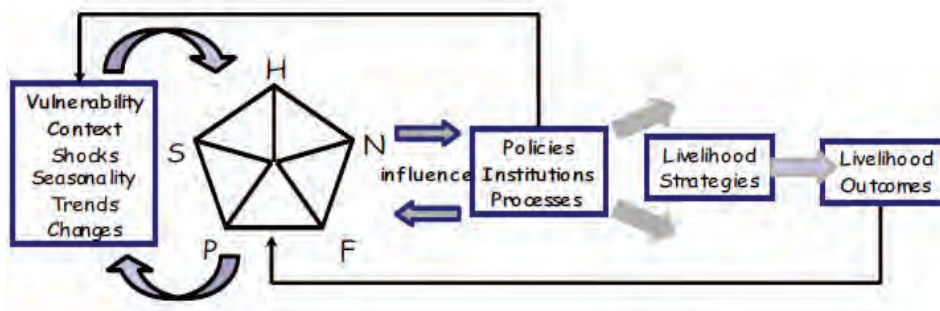 Vulnerability
Context
Shocks
Seasonality
Trends
Changes
H
S
N
P
F
influence
Policies
Institutions
Processes
Livelihood
Strategies
Livelihood
Outcomes